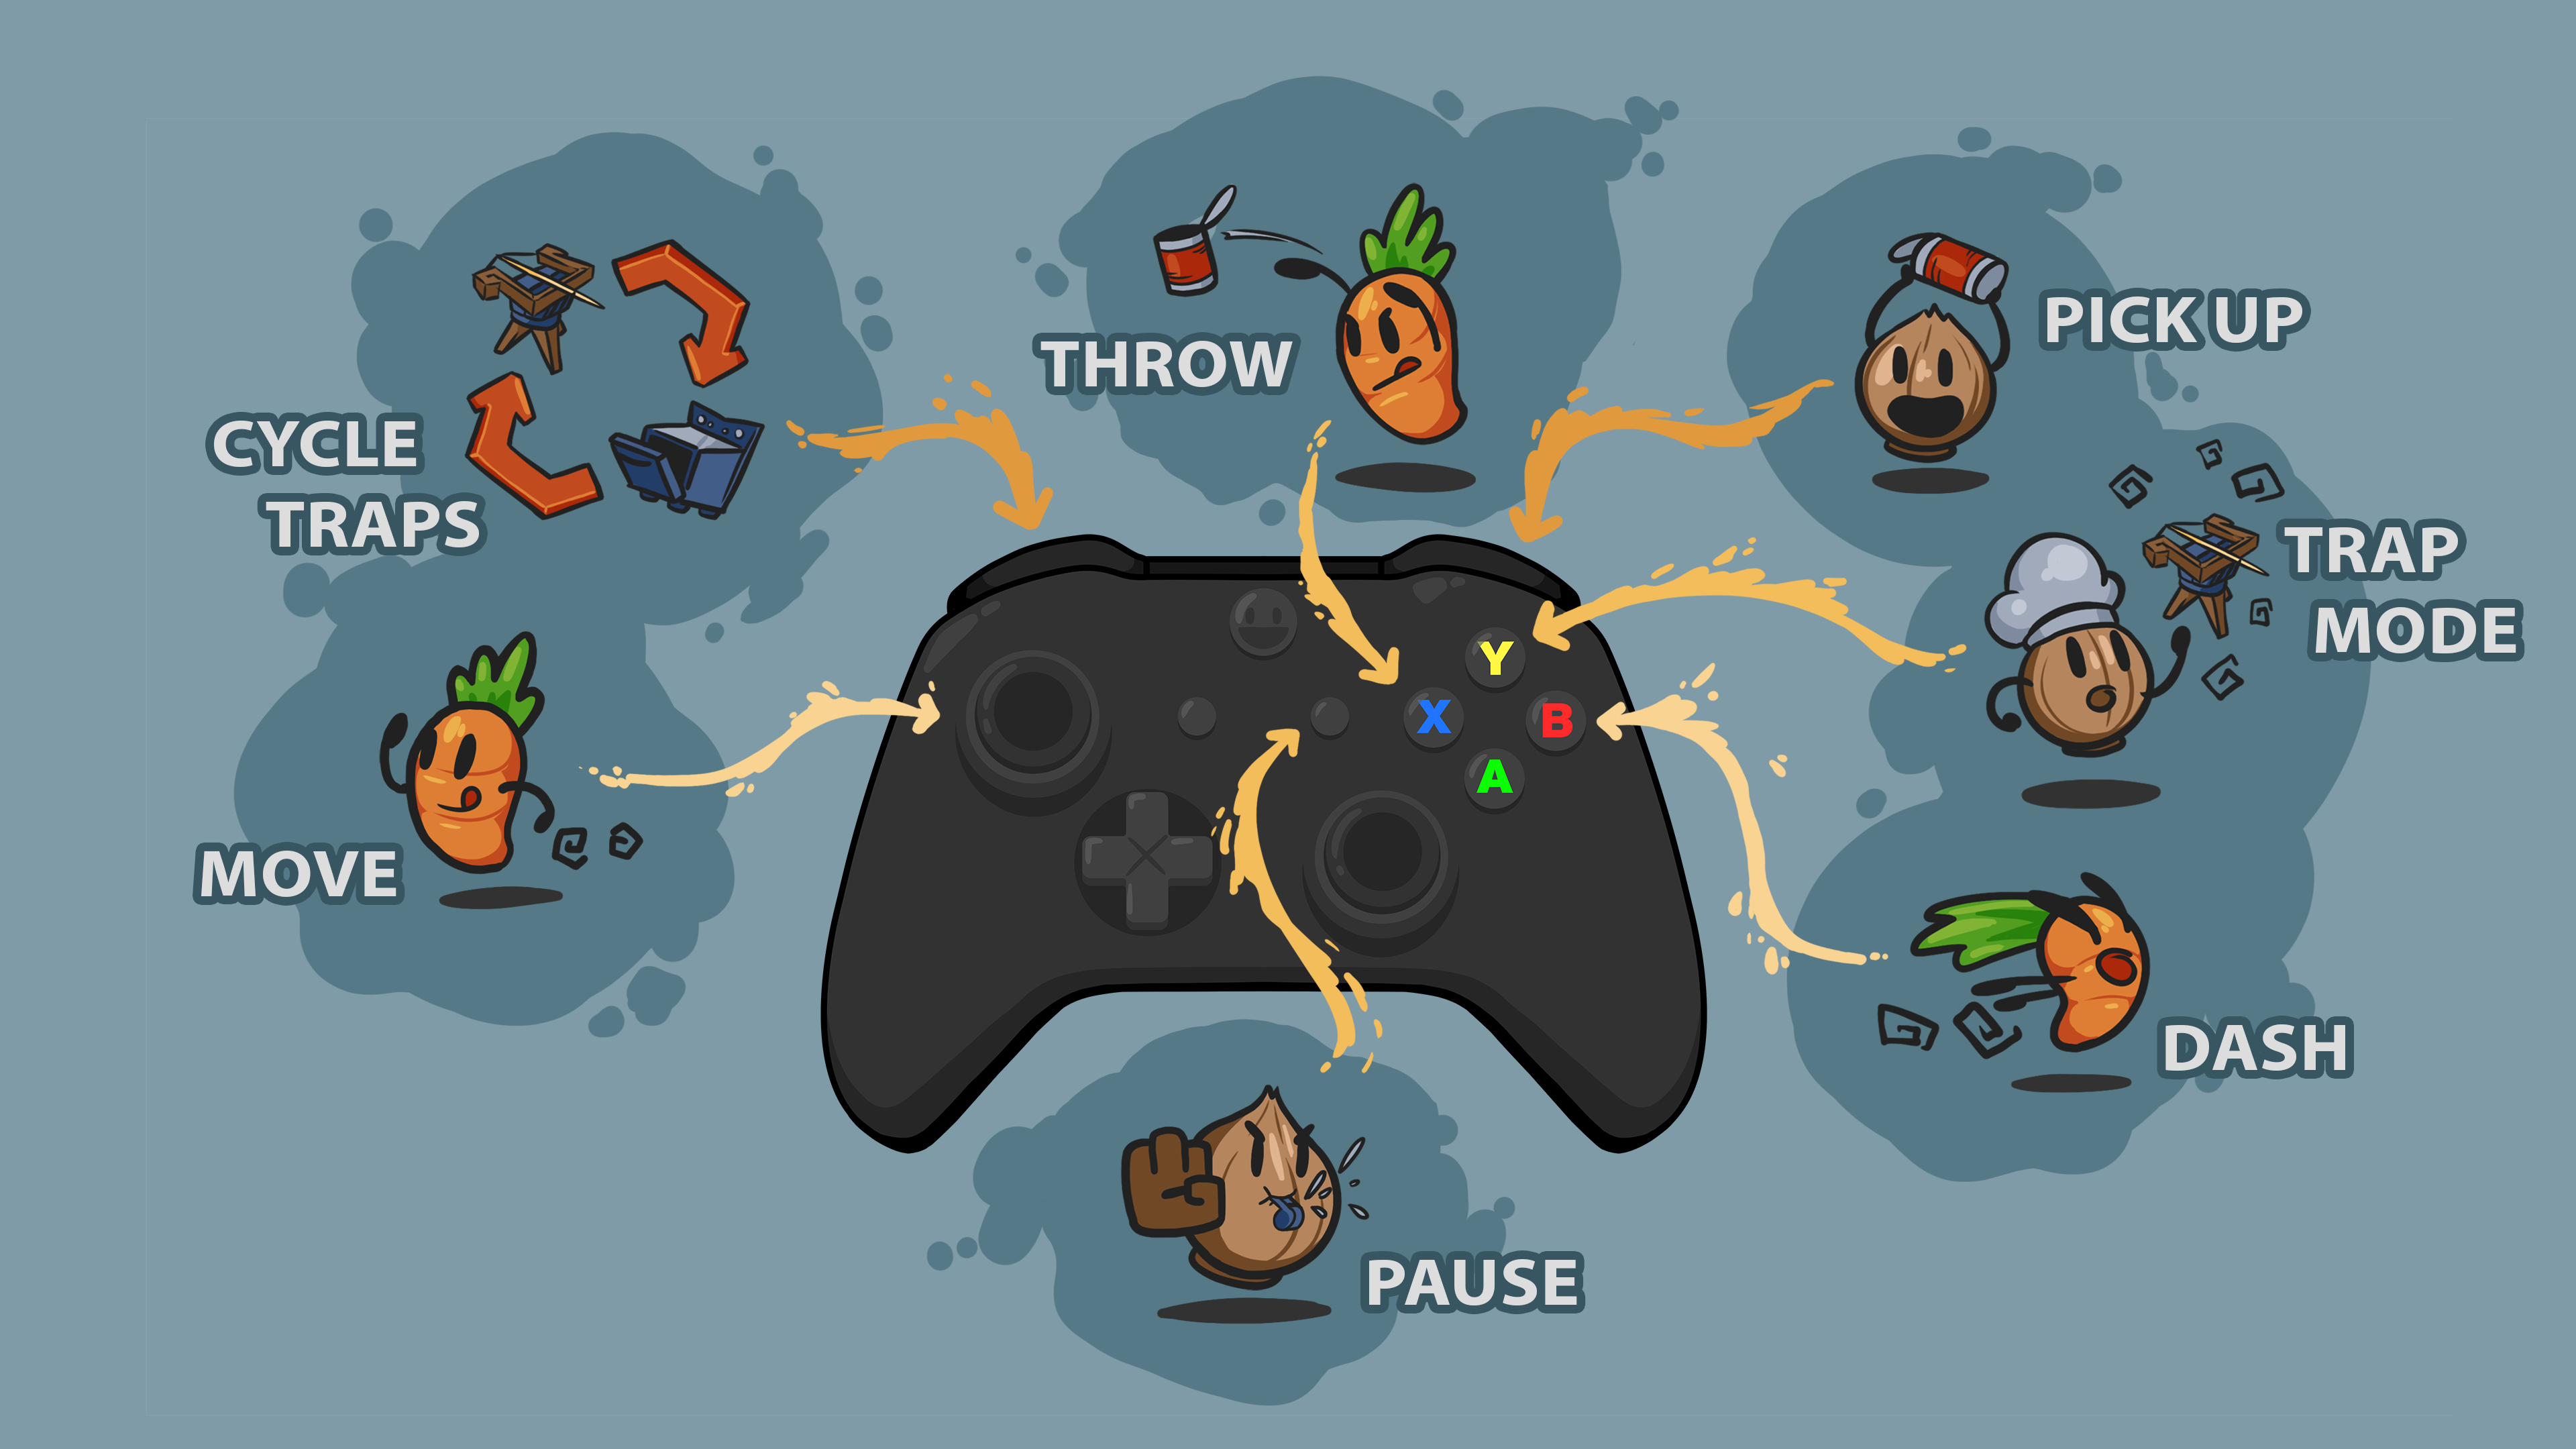 THROW
PICK UP
CYCLE
TRAPS
TRAP
MODE
Y
X
B
A
MOVE
DASH
PAUSE